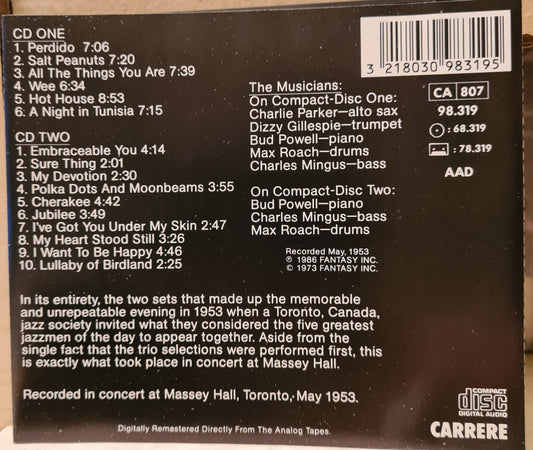 CD ONE
1. Perdido 7:06
2. Salt Peanuts 7:20
3. All The Things You Are 7:39
4. Wee 6:34
5. Hot House 8:53
6: A Night in Tunisia 7:15
CD TWO
1. Embraceable You 4:14
2. Sure Thing 2:01
3. My Devotion 2:30
4. Polka Dots And Moonbeams 3:55
5. Cherakee 4:42
6. Jubilee 3:49
7. I've Got You Under My Skin 2:47
8. My Heart Stood Still 3:26
9. I Want To Be Happy 4:46
10. Lullaby of Birdland 2:25
The Musicians:
On Compact-Disc One:
Charlie Parker—alto sax
Dizzy Gillespie—trumpet
Bud Powell—piano
Max Roach—drums
Charles Mingus—bass
On Compact-Disc Two:
Bud Powell—piano
Charles Mingus—bass
Max Roach—drums
Recorded May, 1953
℗ 1986 FANTASY INC.
© 1973 FANTASY INC.
3 218030 983195
CA 807
98.319
: 68.319
: 78.319
AAD
In its entirety, the two sets that made up the memorable
and unrepeatable evening in 1953 when a Toronto, Canada,
jazz society invited what they considered the five greatest
jazzmen of the day to appear together. Aside from the
single fact that the trio selections were performed first, this
is exactly what took place in concert at Massey Hall.
Recorded in concert at Massey Hall, Toronto, May 1953.
Digitally Remastered Directly From The Analog Tapes.
COMPACT
disc
DIGITAL AUDIO
CARRERE